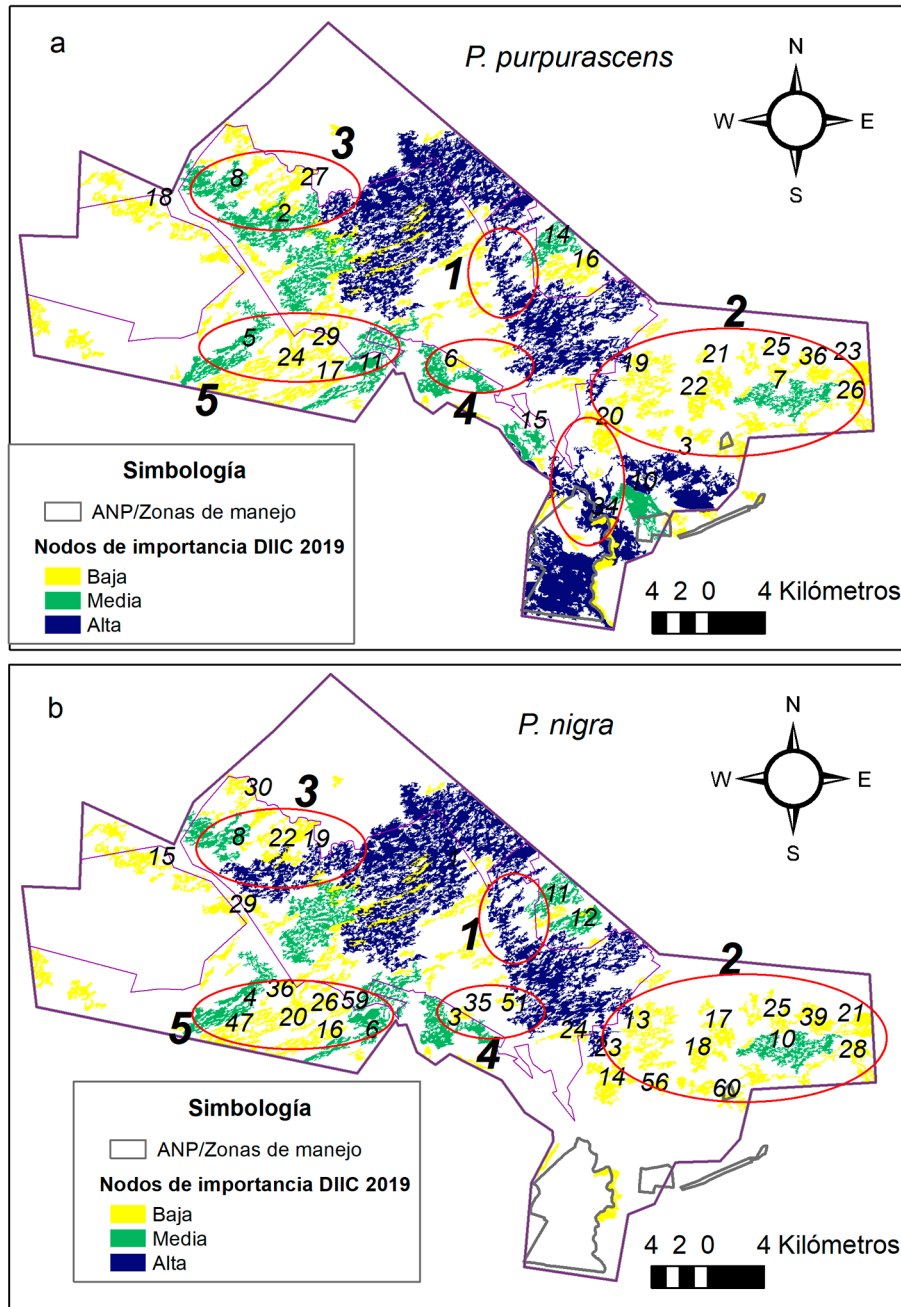 a
P. purpurascens
N
W E
S
3
8 27
18 2
14
1 16
2
5 29 6 19 21 25 36 23
24 17 11 22 7 26
5 4 20
15 3
10
34
Simbología
ANP/Zonas de manejo
Nodos de importancia DIIC 2019
Baja
Media
Alta
4 2 0 4 Kilómetros
b
P. nigra
N
W E
S
30 3
8 22 19
15
29 11
1 12
2
4 36 26 59 35 51 13 17 25 39 21
5 47 20 16 6 3 24 18 10 28
4 23
14 56 60
Simbología
ANP/Zonas de manejo
Nodos de importancia DIIC 2019
Baja
Media
Alta
4 2 0 4 Kilómetros